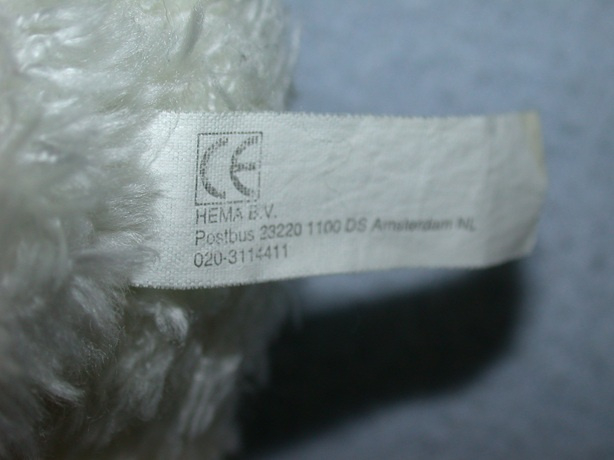 CE
HEMA B.V.
Postbus 23220 1100 DS Amsterdam NL
020-3114411